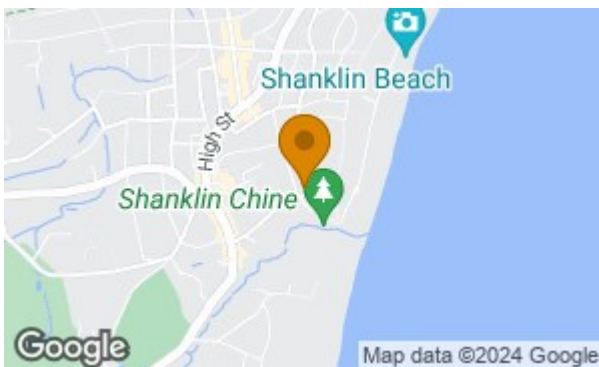 Shanklin Beach
High St
Shanklin Chine
Google
Map data ©2024 Google